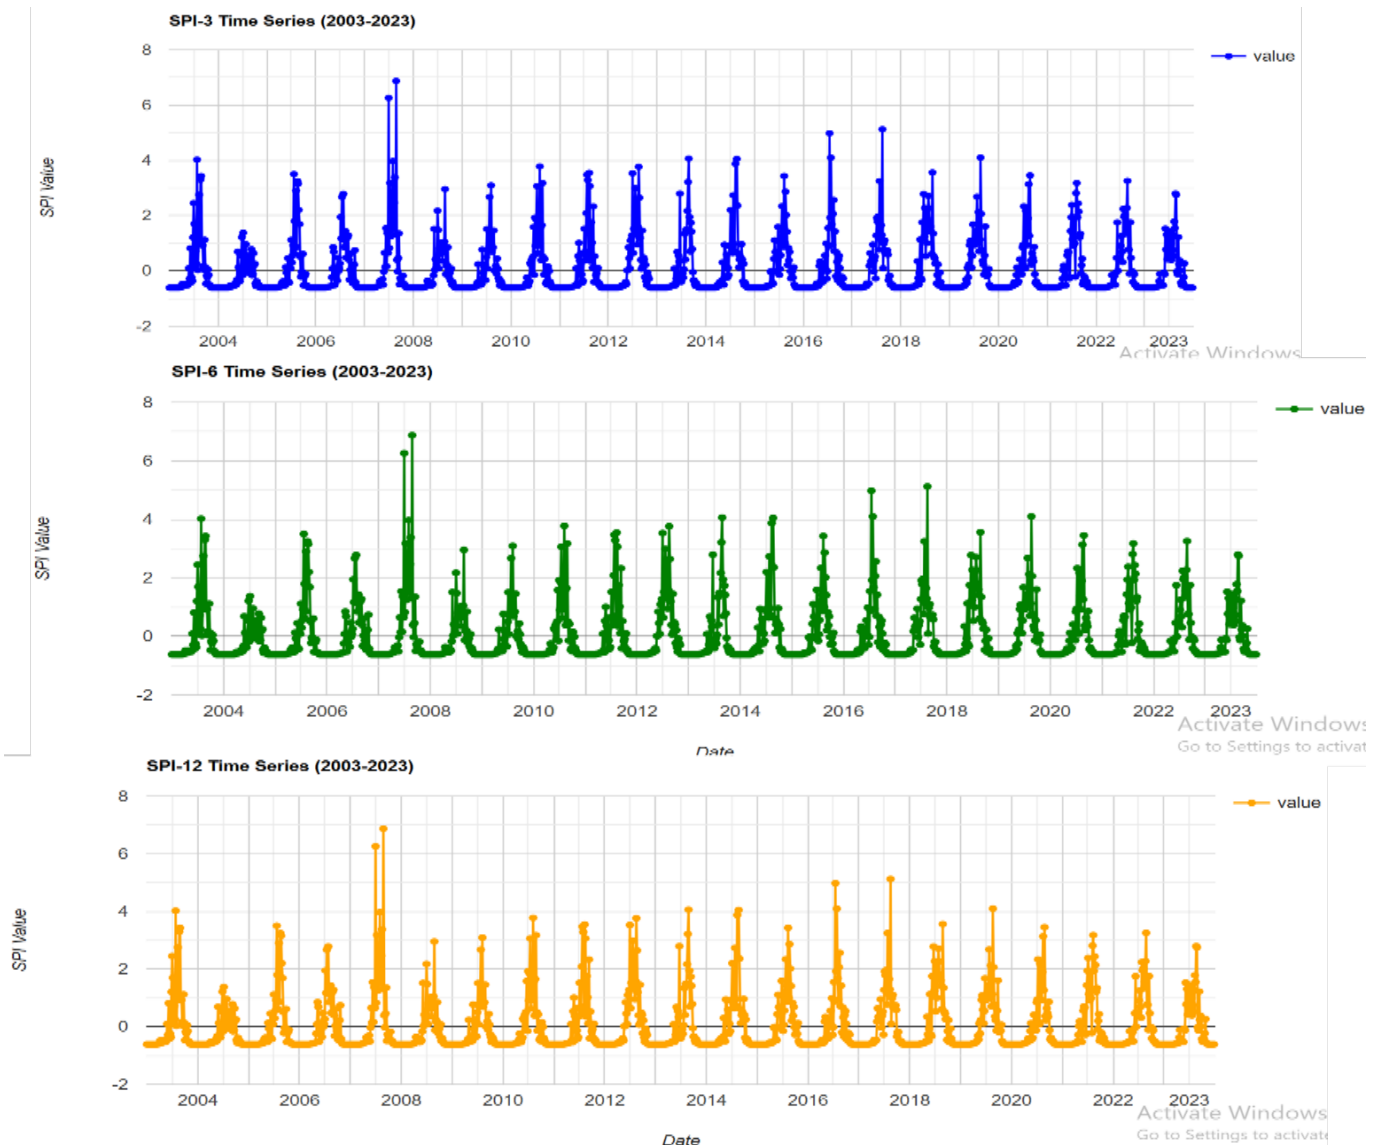 SPI-3 Time Series (2003-2023)
8
6
4
2
0
-2
SPI Value
value
2004 2006 2008 2010 2012 2014 2016 2018 2020 2022 2023
Activate Windows
SPI-6 Time Series (2003-2023)
8
6
4
2
0
-2
SPI Value
value
2004 2006 2008 2010 2012 2014 2016 2018 2020 2022 2023
Activate Windows
Go to Settings to activat
Date
SPI-12 Time Series (2003-2023)
8
6
4
2
0
-2
SPI Value
value
2004 2006 2008 2010 2012 2014 2016 2018 2020 2022 2023
Activate Windows
Go to Settings to activate
Date